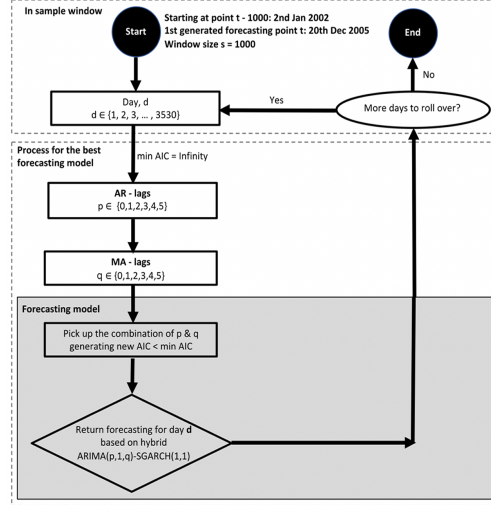 In sample window
Starting at point t - 1000: 2nd Jan 2002
1st generated forecasting point t: 20th Dec 2005
Window size s = 1000
Start
End
No
Day, d
d ∈ {1, 2, 3, ... , 3530}
Yes
More days to roll over?
Process for the best
forecasting model
min AIC = Infinity
AR - lags
p ∈ {0,1,2,3,4,5}
MA - lags
q ∈ {0,1,2,3,4,5}
Forecasting model
Pick up the combination of p & q
generating new AIC < min AIC
Return forecasting for day d
based on hybrid
ARIMA(p,1,q)-SGARCH(1,1)